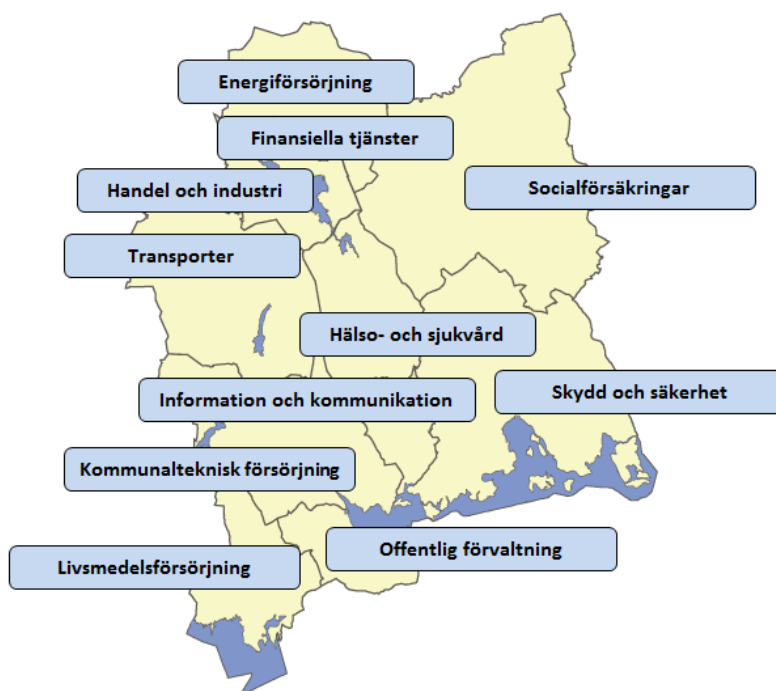 Energiförsörjning
Finansiella tjänster
Handel och industri
Socialförsäkringar
Transporter
Hälso- och sjukvård
Skydd och säkerhet
Information och kommunikation
Kommunalteknisk försörjning
Offentlig förvaltning
Livsmedelsförsörjning